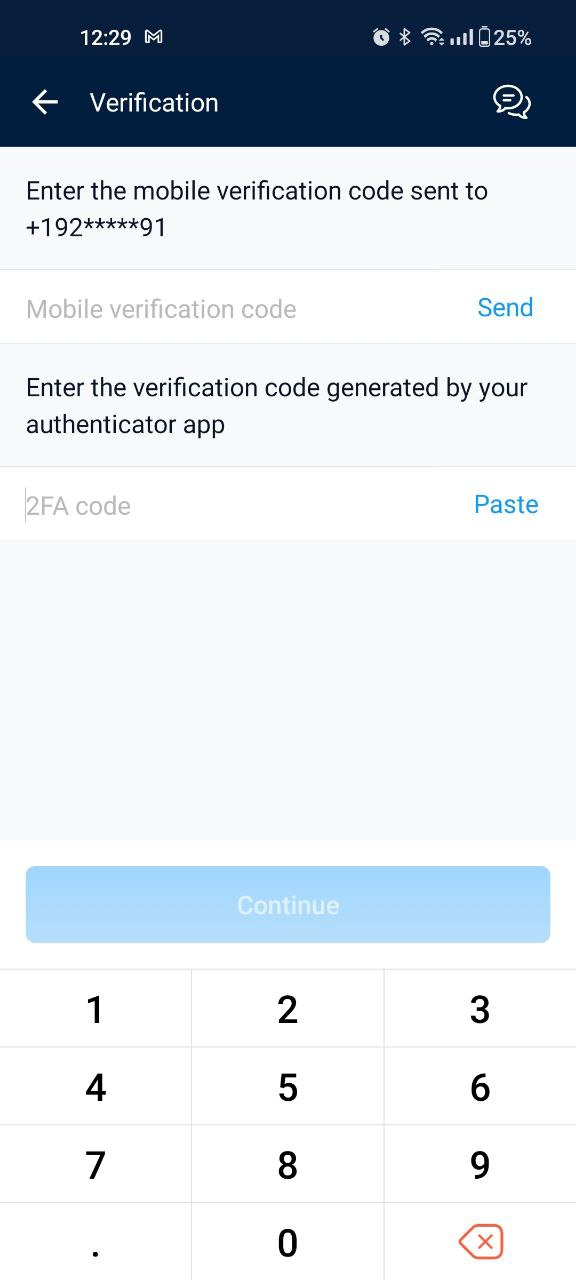 12:29 25%
Verification
Enter the mobile verification code sent to
+192*****91
Mobile verification code Send
Enter the verification code generated by your
authenticator app
2FA code Paste
Continue
1 2 3
4 5 6
7 8 9
. 0